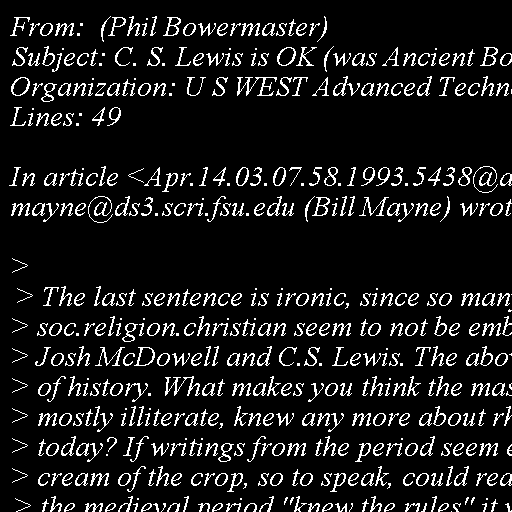 From:  (Phil Bowermaster)
Subject: C. S. Lewis is OK (was Ancient Bo
Organization: U S WEST Advanced Techn
Lines: 49

In article <Apr.14.03.07.58.1993.5438@a
mayne@ds3.scri.fsu.edu (Bill Mayne) wrot

>
 > The last sentence is ironic, since so man
> soc.religion.christian seem to not be emb
> Josh McDowell and C.S. Lewis. The abov
> of history. What makes you think the mas
> mostly illiterate, knew any more about rh
> today? If writings from the period seem e
> cream of the crop, so to speak, could rea
> the medieval period "knew the rules" it